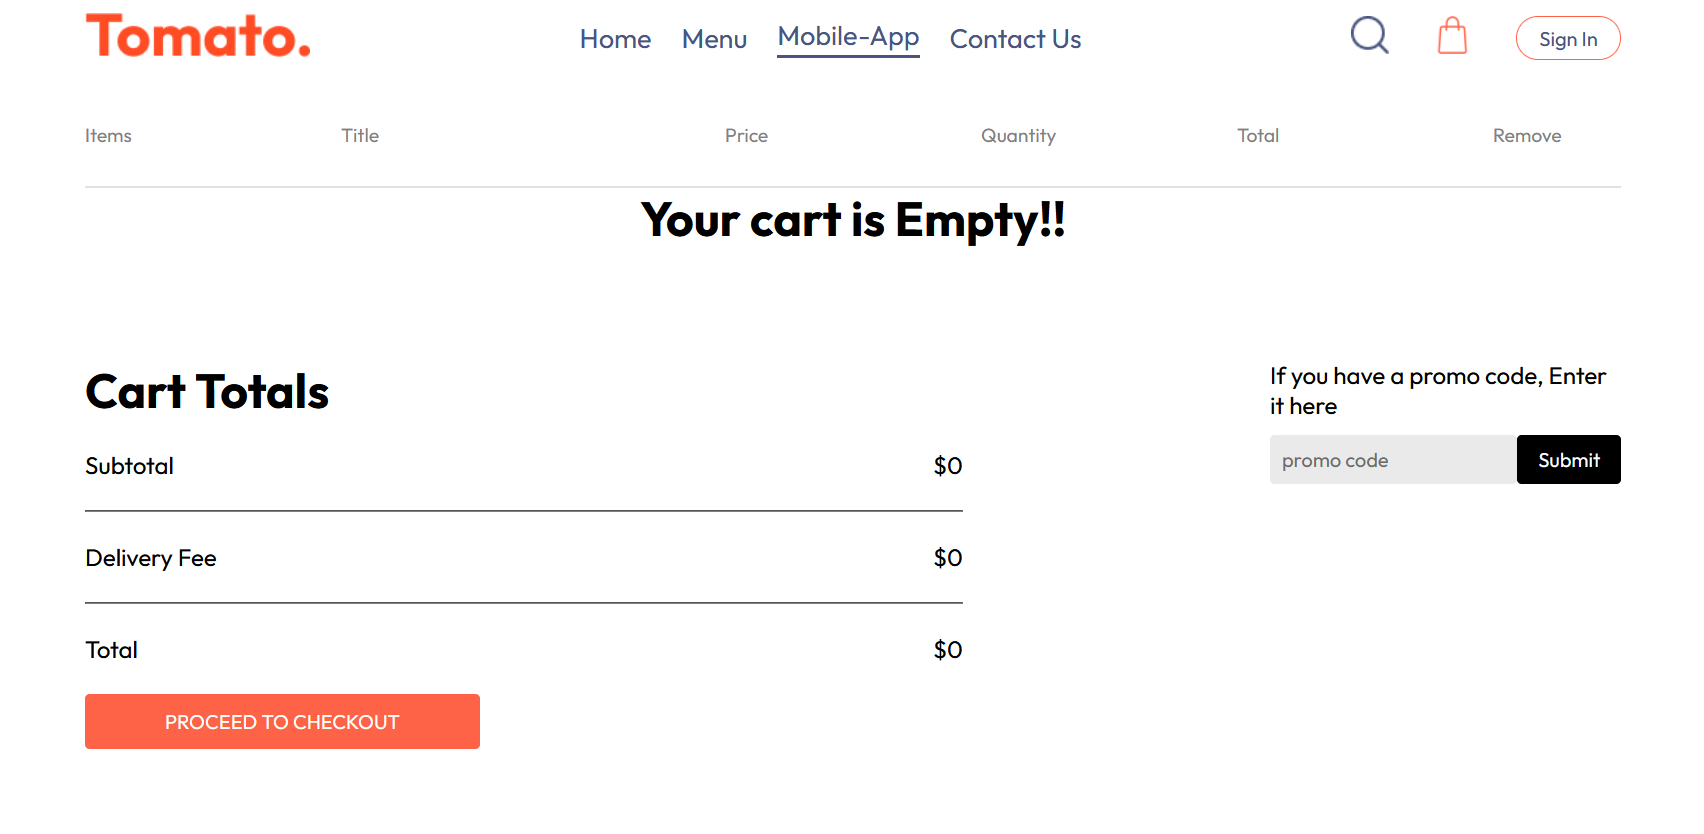 Tomato.
Home Menu Mobile-App Contact Us
Sign In
Items Title Price Quantity Total Remove
Your cart is Empty!!
Cart Totals
Subtotal $0
Delivery Fee $0
Total $0
PROCEED TO CHECKOUT
If you have a promo code, Enter
it here
promo code
Submit